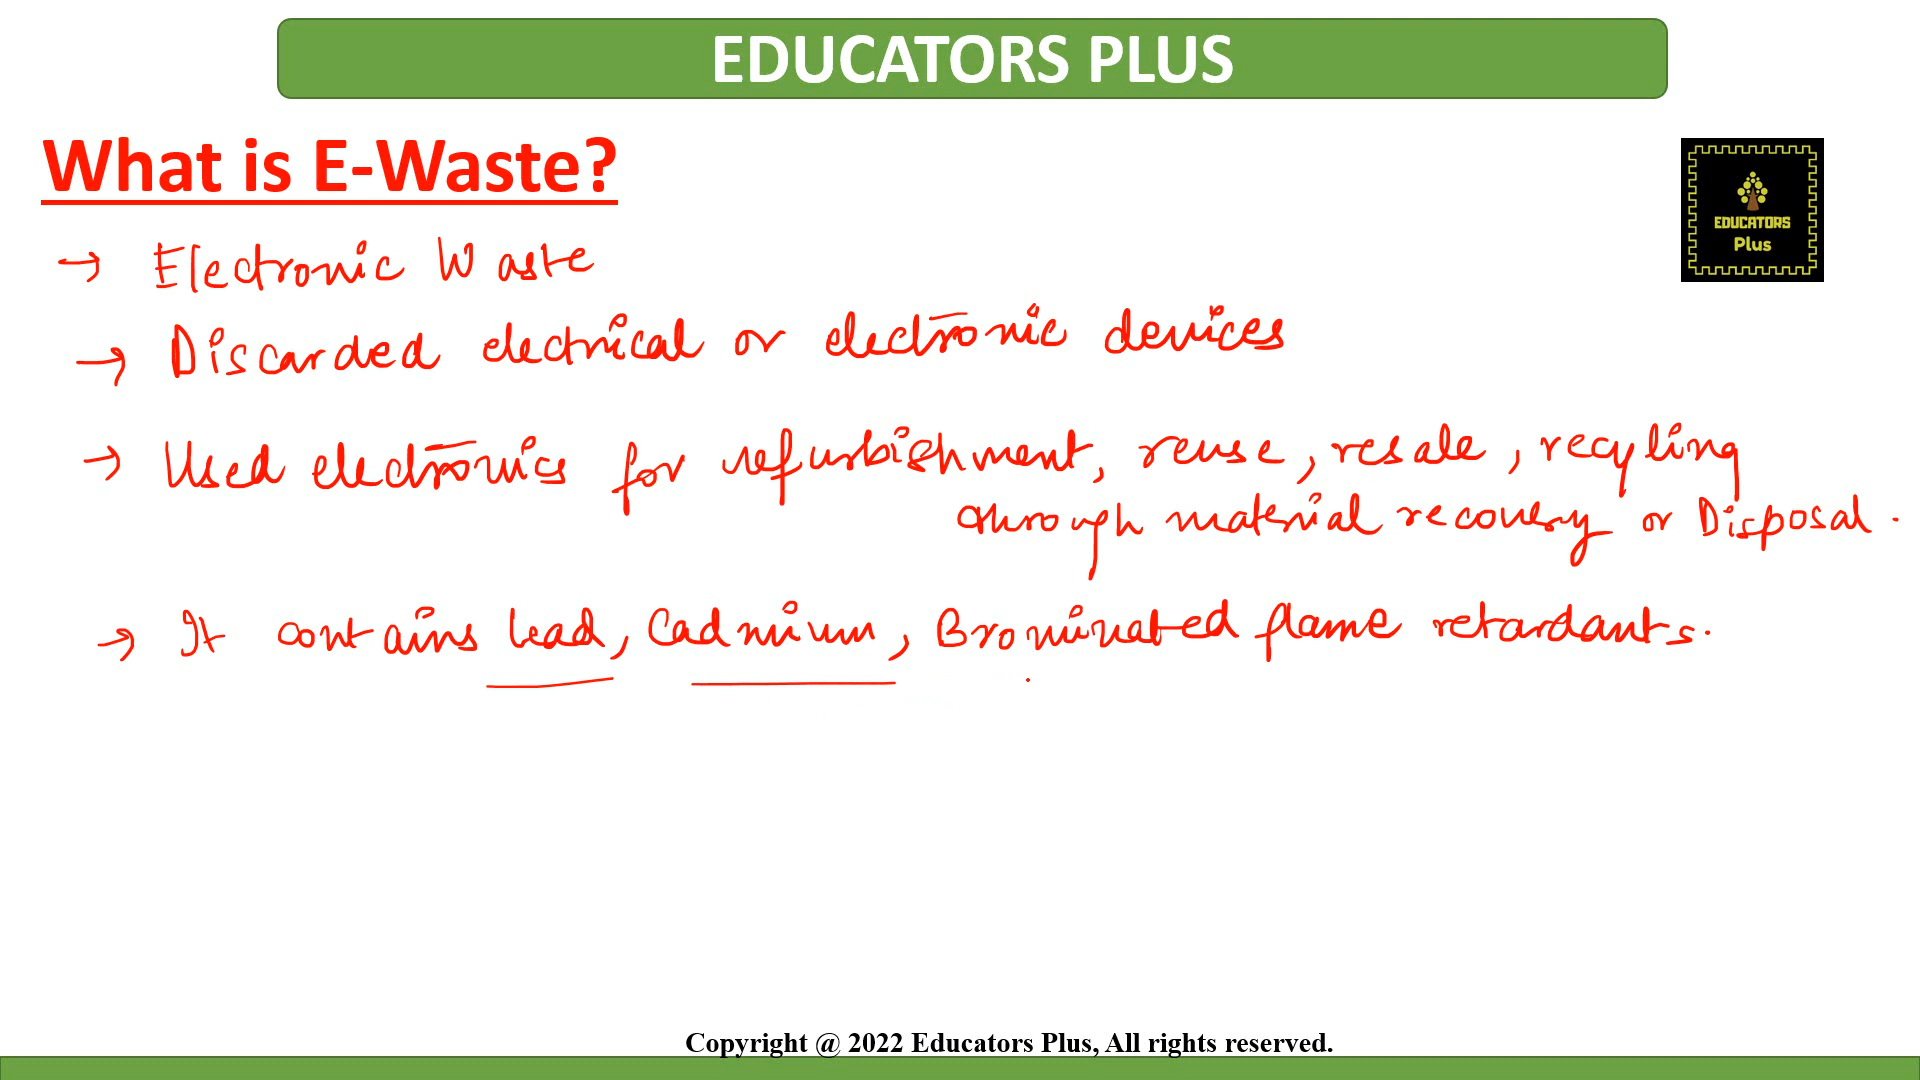 EDUCATORS PLUS
What is E-Waste?
EDUCATORS
Plus
→ Electronic Waste
→ Discarded electrical or electronic devices
→ Used electronics for refurbishment, reuse, resale, recyling
through material recovery or Disposal.
→ It contains lead, Cadmium, Brominated flame retardants.
Copyright @ 2022 Educators Plus, All rights reserved.